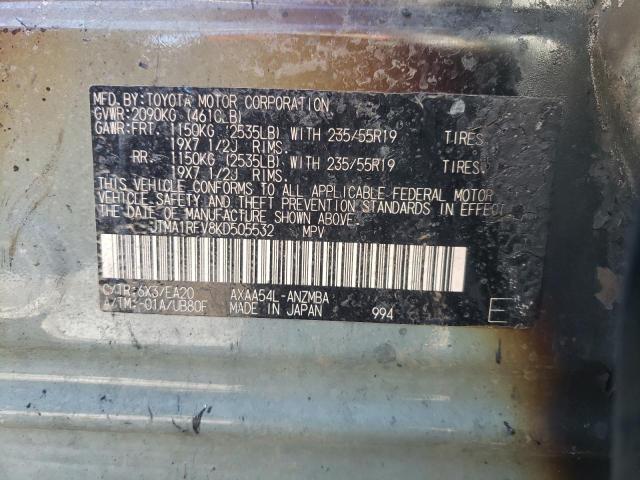 MFD.BY:TOYOTA MOTOR CORPORATION
GVWR:2090KG (4610LB)
GAWR:FRT. 1150KG (2535LB) WITH 235/55R19 TIRES,
19X7 1/2J RIMS.
RR. 1150KG (2535LB) WITH 235/55R19 TIRES,
19X7 1/2J RIMS.
THIS VEHICLE CONFORMS TO ALL APPLICABLE FEDERAL MOTOR
VEHICLE SAFETY AND THEFT PREVENTION STANDARDS IN EFFECT
THE DATE OF MANUFACTURE SHOWN ABOVE.
JTMA1RFV8KD505532 MPV
C/TR:6X3/EA20 AXAA54L-ANZMBA
A/TM:-01A/UB80F MADE IN JAPAN 994 E